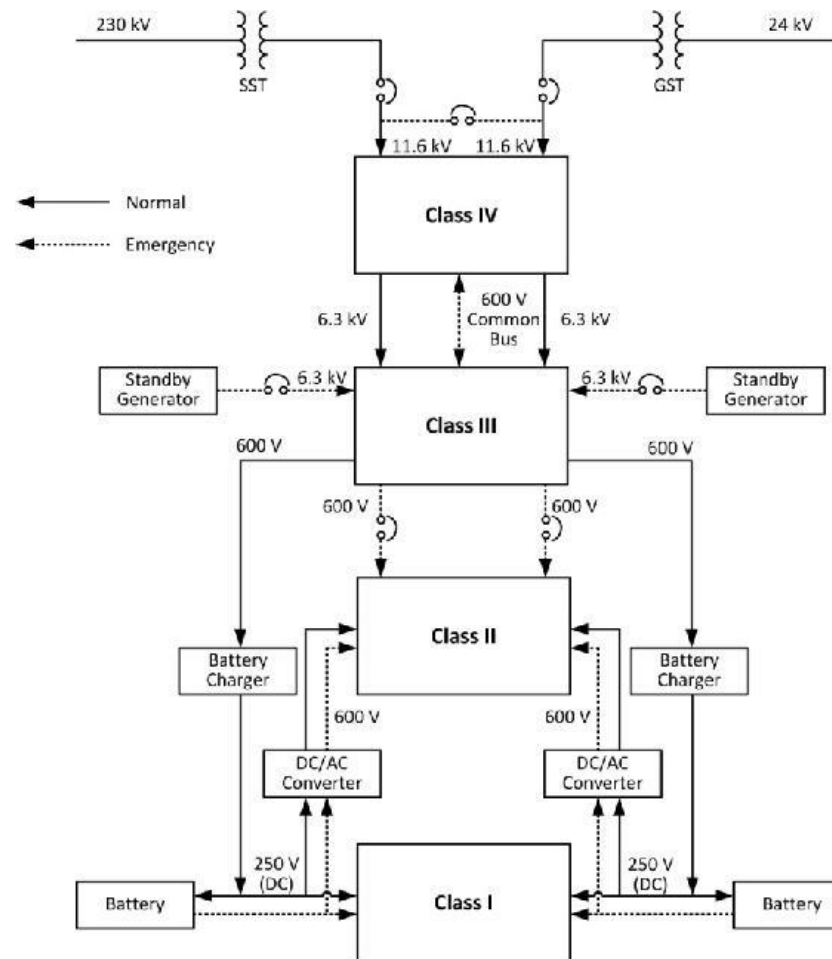 230 kV
24 kV
SST
GST
11.6 kV
11.6 kV
Normal
Emergency
Class IV
6.3 kV
600 V
Common
Bus
6.3 kV
Standby
Generator
6.3 kV
Class III
6.3 kV
Standby
Generator
600 V
600 V
600 V
600 V
Class II
Battery
Charger
Battery
Charger
600 V
600 V
DC/AC
Converter
DC/AC
Converter
250 V
(DC)
250 V
(DC)
Battery
Class I
Battery